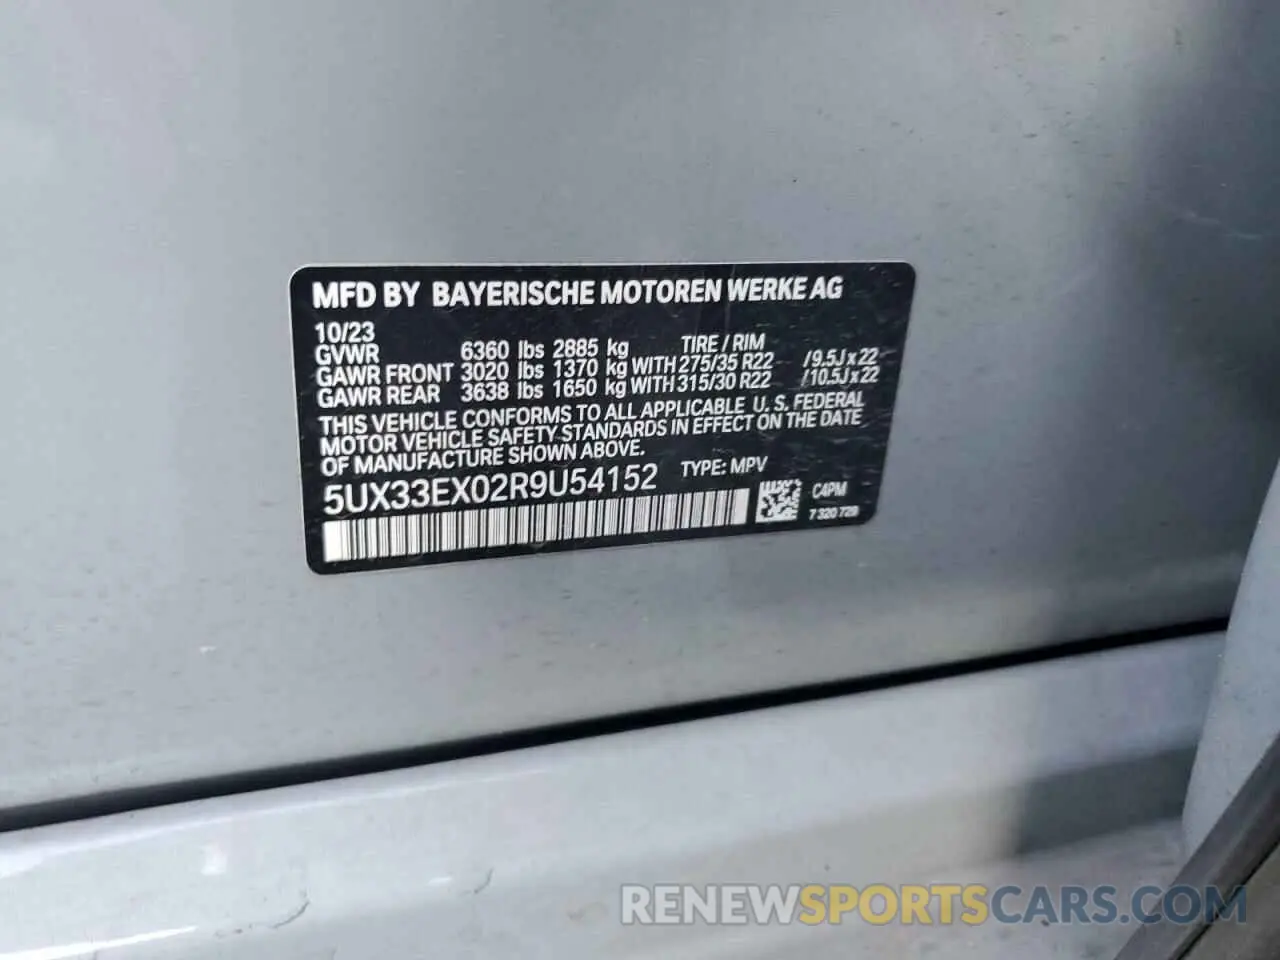 MFD BY BAYERISCHE MOTOREN WERKE AG
10/23
GVWR 6360 lbs 2885 kg TIRE / RIM
GAWR FRONT 3020 lbs 1370 kg WITH 275/35 R22 /9.5J x 22
GAWR REAR 3638 lbs 1650 kg WITH 315/30 R22 /10.5J x 22
THIS VEHICLE CONFORMS TO ALL APPLICABLE U. S. FEDERAL
MOTOR VEHICLE SAFETY STANDARDS IN EFFECT ON THE DATE
OF MANUFACTURE SHOWN ABOVE.
5UX33EX02R9U54152 TYPE: MPV
C4PM
7 320 729
RENEWSPORTSCARS.COM